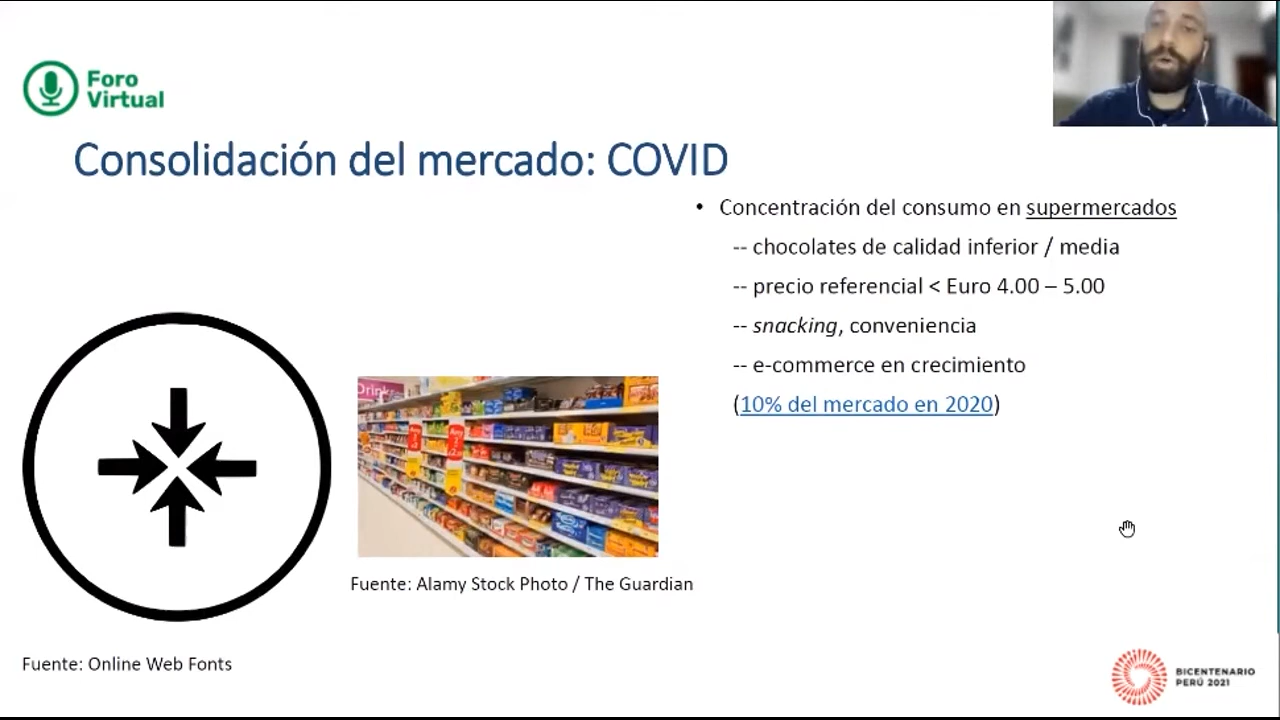 Foro
Virtual
Consolidación del mercado: COVID
• Concentración del consumo en supermercados
-- chocolates de calidad inferior / media
-- precio referencial < Euro 4.00 – 5.00
-- snacking, conveniencia
-- e-commerce en crecimiento
(10% del mercado en 2020)
Drinks
Fuente: Alamy Stock Photo / The Guardian
Fuente: Online Web Fonts
BICENTENARIO
PERÚ 2021